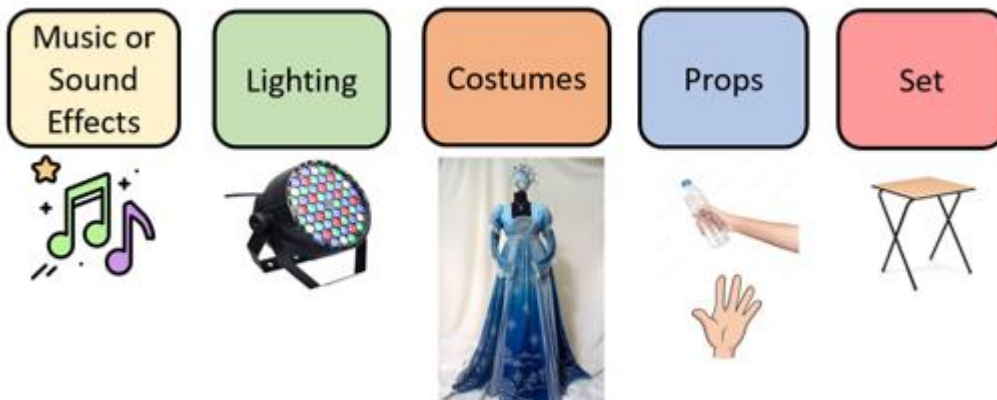 Music or
Sound
Effects
Lighting
Costumes
Props
Set